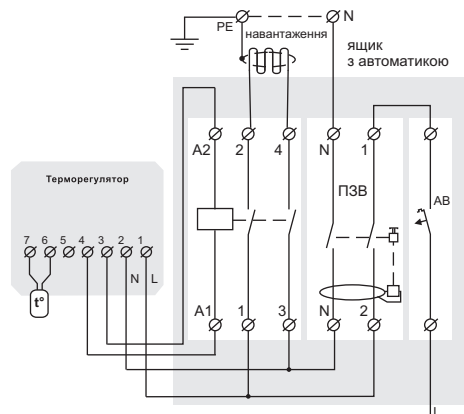 PE
N
навантаження
ящик
з автоматикою
A2
2
4
N
1
ПЗВ
АВ
Терморегулятор
7
6
5
4
3
2
1
N
L
t°
A1
1
3
N
2
L